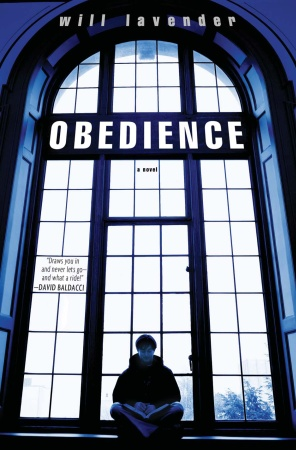 will lavender
OBEDIENCE
a novel
"Draws you in
and never lets go—
and what a ride!"
—DAVID BALDACCI